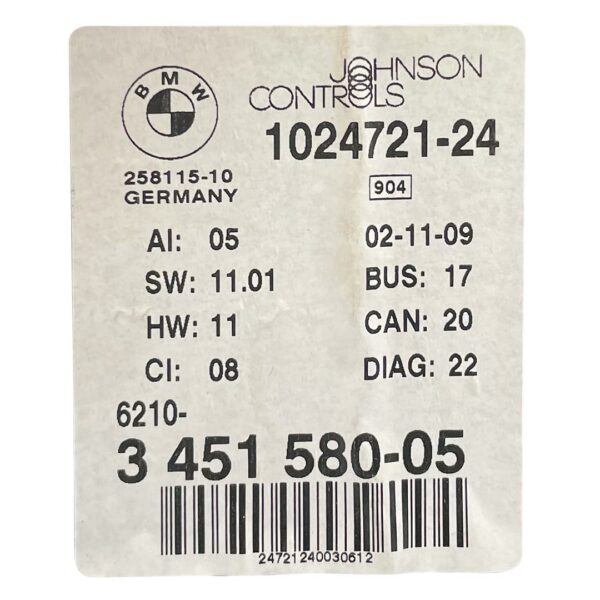 BMW
JOHNSON
CONTROLS
1024721-24
258115-10
GERMANY
904
AI: 05
02-11-09
SW: 11.01
BUS: 17
HW: 11
CAN: 20
CI: 08
DIAG: 22
6210-
3 451 580-05
24721240030612